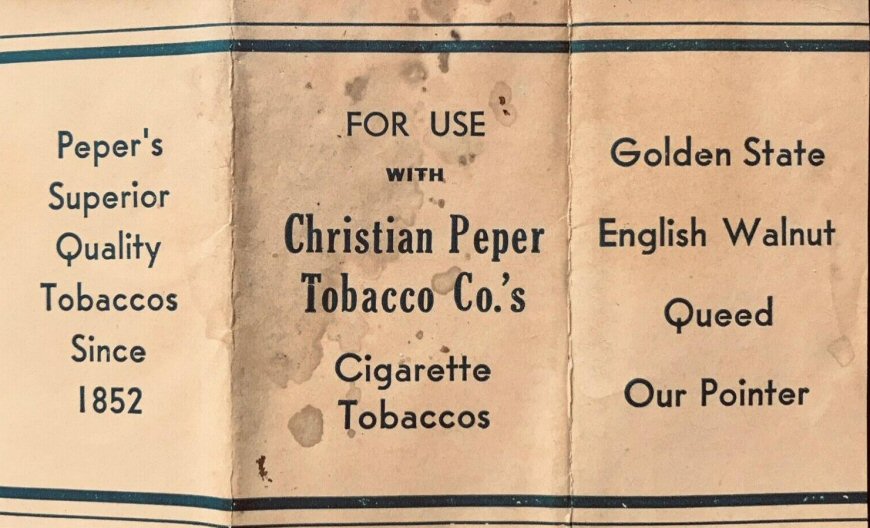 Peper's
Superior
Quality
Tobaccos
Since
1852
FOR USE
WITH
Christian Peper
Tobacco Co.'s
Cigarette
Tobaccos
Golden State
English Walnut
Queed
Our Pointer